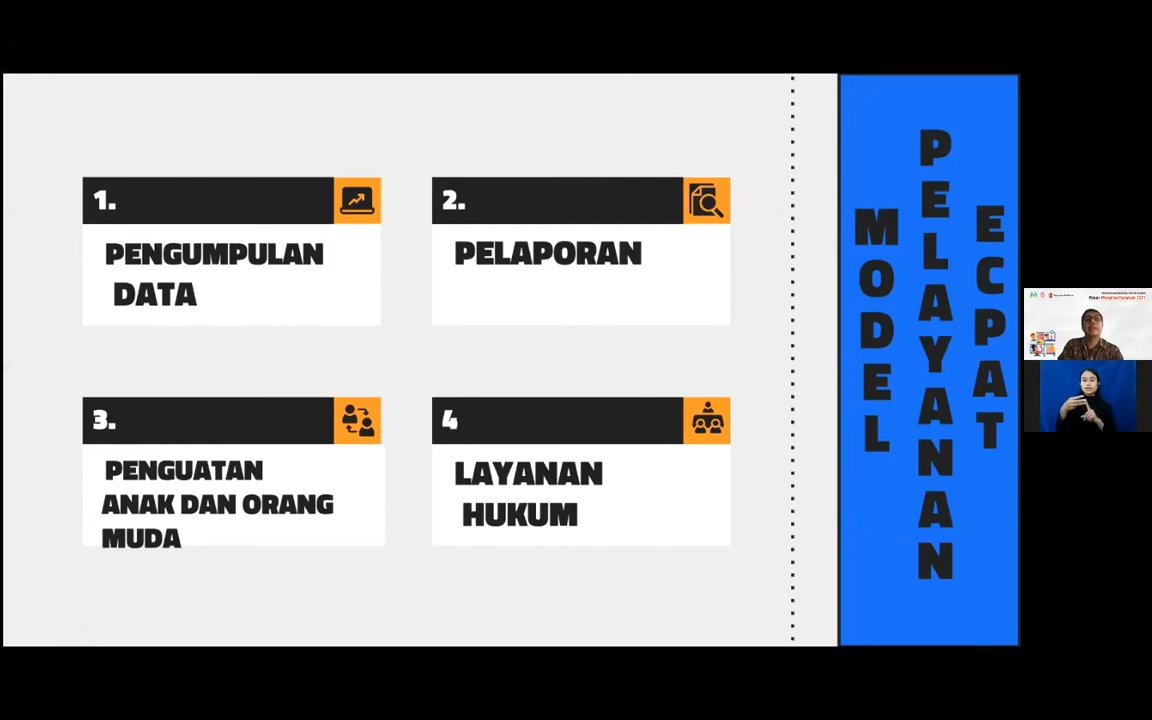 1.
PENGUMPULAN
DATA
2.
PELAPORAN
3.
PENGUATAN
ANAK DAN ORANG
MUDA
4
LAYANAN
HUKUM
MODEL
PELAYANAN
ECPAT